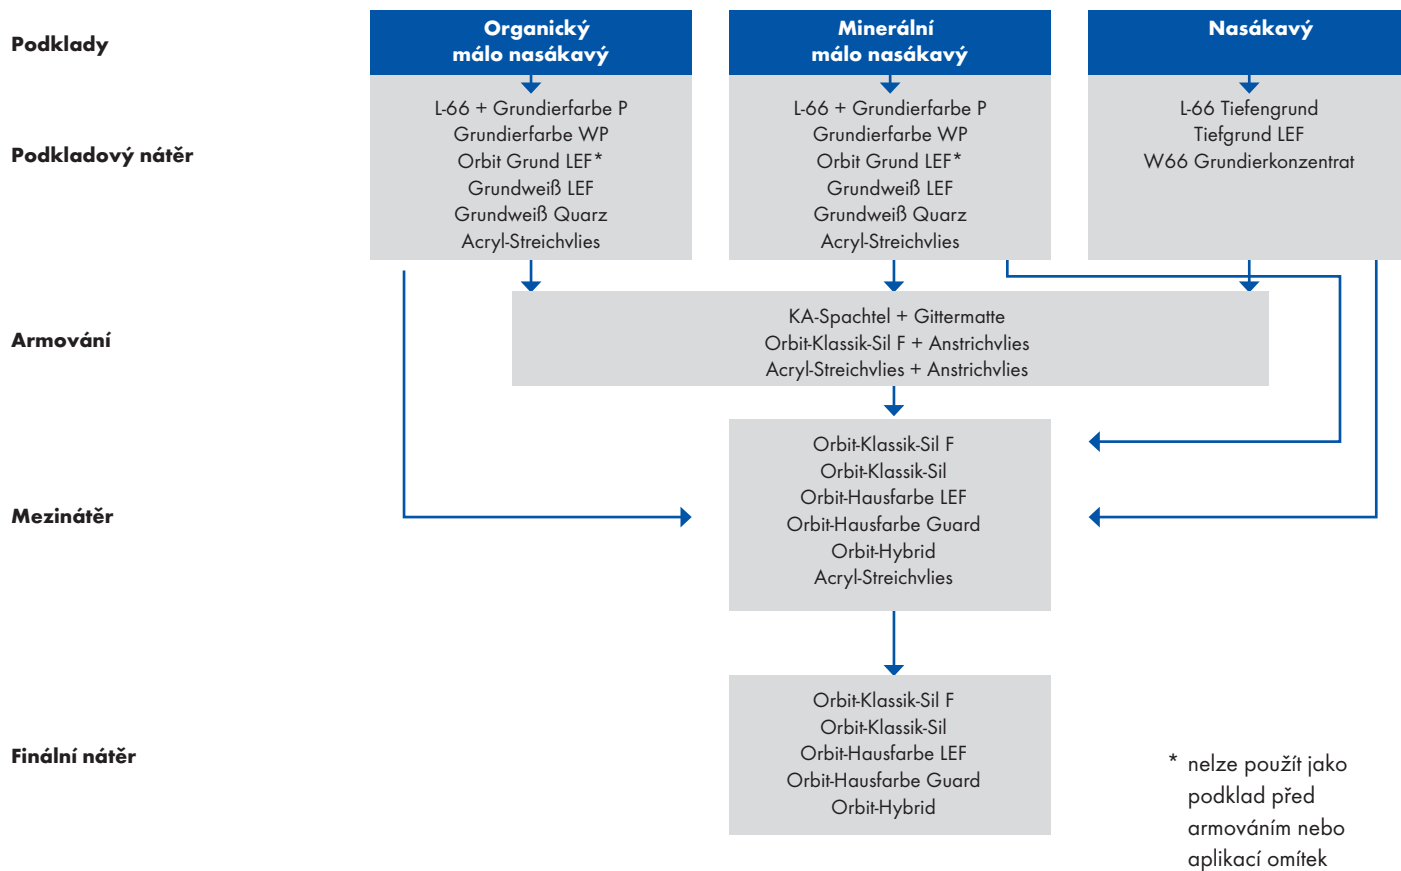 Podklady
Organický
málo nasákavý
Minerální
málo nasákavý
Nasákavý
Podkladový nátěr
L-66 + Grundierfarbe P
Grundierfarbe WP
Orbit Grund LEF*
Grundweiß LEF
Grundweiß Quarz
Acryl-Streichvlies
L-66 + Grundierfarbe P
Grundierfarbe WP
Orbit Grund LEF*
Grundweiß LEF
Grundweiß Quarz
Acryl-Streichvlies
L-66 Tiefengrund
Tiefgrund LEF
W66 Grundierkonzentrat
Armování
KA-Spachtel + Gittermatte
Orbit-Klassik-Sil F + Anstrichvlies
Acryl-Streichvlies + Anstrichvlies
Mezinátěr
Orbit-Klassik-Sil F
Orbit-Klassik-Sil
Orbit-Hausfarbe LEF
Orbit-Hausfarbe Guard
Orbit-Hybrid
Acryl-Streichvlies
Finální nátěr
Orbit-Klassik-Sil F
Orbit-Klassik-Sil
Orbit-Hausfarbe LEF
Orbit-Hausfarbe Guard
Orbit-Hybrid
* nelze použít jako
podklad před
armováním nebo
aplikací omítek